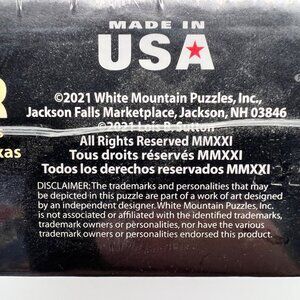 MADE IN
USA
R
s
xas
©2021 White Mountain Puzzles, Inc.,
Jackson Falls Marketplace, Jackson, NH 03846
©2021 Lois B. Sutton
All Rights Reserved MMXXI
Tous droits réservés MMXXI
Todos los derechos reservados MMXXI
DISCLAIMER: The trademarks and personalities that may
be depicted in this puzzle are part of a work of art designed
by an independent designer. White Mountain Puzzles, Inc.
is not associated or affiliated with the identified trademarks,
trademark owners or personalities, nor have the various
trademark owners or personalities endorsed this product.